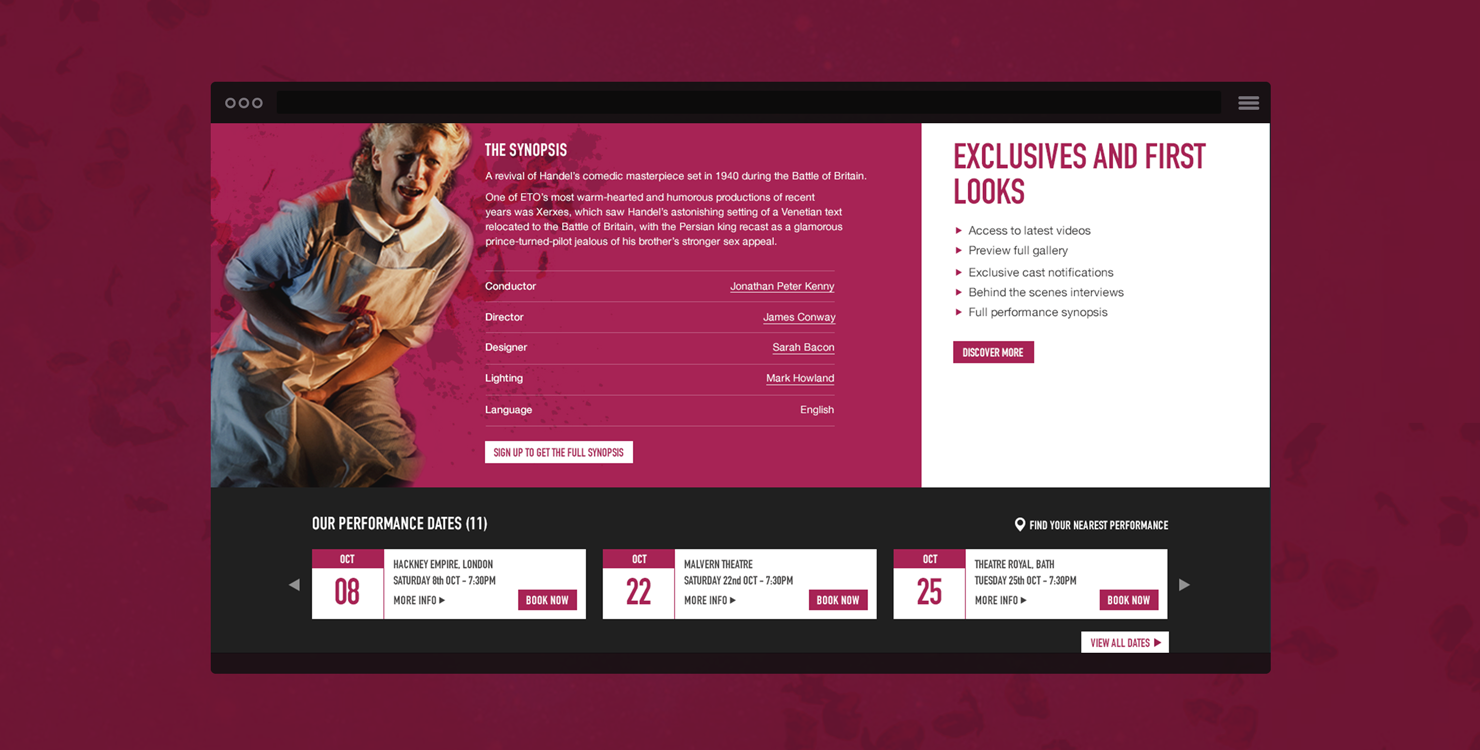 THE SYNOPSIS
A revival of Handel's comedic masterpiece set in 1940 during the Battle of Britain.
One of ETO's most warm-hearted and humorous productions of recent
years was Xerxes, which saw Handel's astonishing setting of a Venetian text
relocated to the Battle of Britain, with the Persian king recast as a glamorous
prince-turned-pilot jealous of his brother's stronger sex appeal.
Conductor Jonathan Peter Kenny
Director James Conway
Designer Sarah Bacon
Lighting Mark Howland
Language English
SIGN UP TO GET THE FULL SYNOPSIS
EXCLUSIVES AND FIRST
LOOKS
Access to latest videos
Preview full gallery
Exclusive cast notifications
Behind the scenes interviews
Full performance synopsis
DISCOVER MORE
OUR PERFORMANCE DATES (11)
FIND YOUR NEAREST PERFORMANCE
OCT
08
HACKNEY EMPIRE, LONDON
SATURDAY 8th OCT - 7:30PM
MORE INFO
BOOK NOW
OCT
22
MALVERN THEATRE
SATURDAY 22nd OCT - 7:30PM
MORE INFO
BOOK NOW
OCT
25
THEATRE ROYAL, BATH
TUESDAY 25th OCT - 7:30PM
MORE INFO
BOOK NOW
VIEW ALL DATES